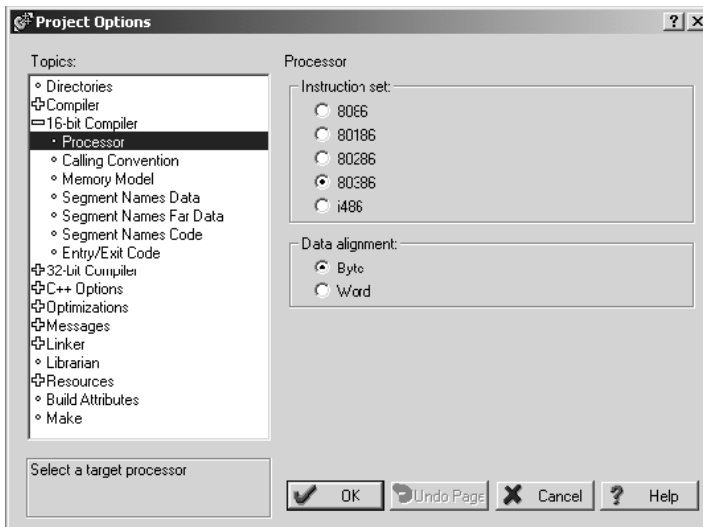 Project Options
Topics:
Directories
Compiler
16-bit Compiler
Processor
Calling Convention
Memory Model
Segment Names Data
Segment Names Far Data
Segment Names Code
Entry/Exit Code
32-bit Compiler
C++ Options
Optimizations
Messages
Linker
Librarian
Resources
Build Attributes
Make
Select a target processor
Processor
Instruction set:
8086
80186
80286
80386
i486
Data alignment:
Byte
Word
OK
Undo Page
Cancel
Help